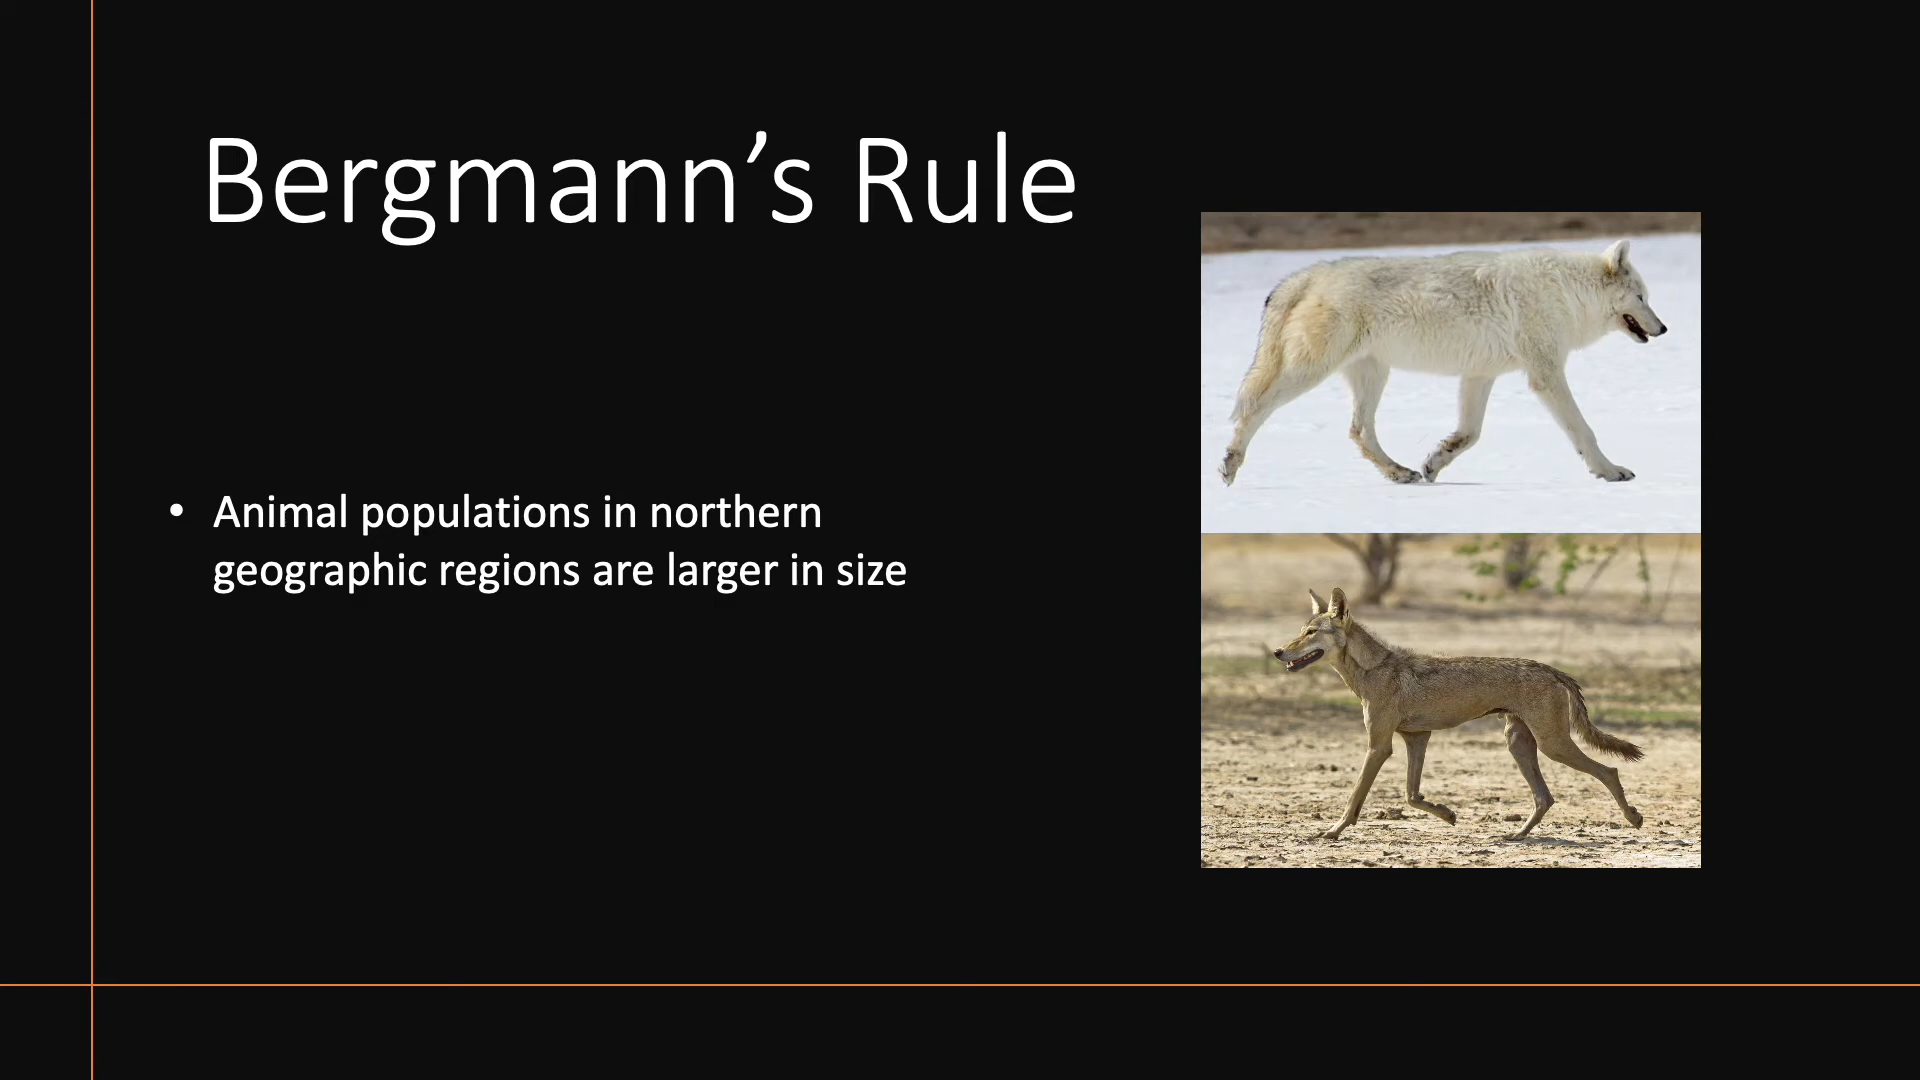 Bergmann’s Rule
• Animal populations in northern
geographic regions are larger in size